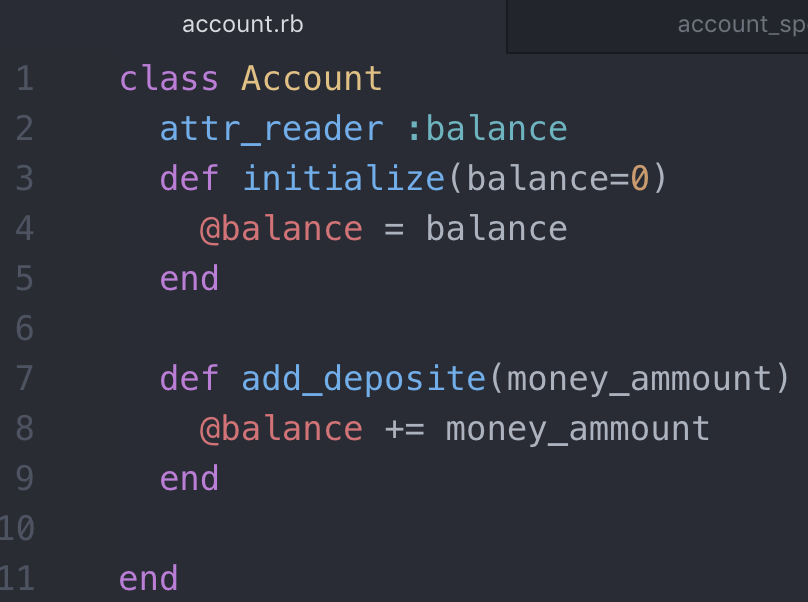 account.rb
account_sp
1 class Account
2 attr_reader :balance
3 def initialize(balance=0)
4 @balance = balance
5 end
6
7 def add_deposite(money_ammount)
8 @balance += money_ammount
9 end
10
11 end